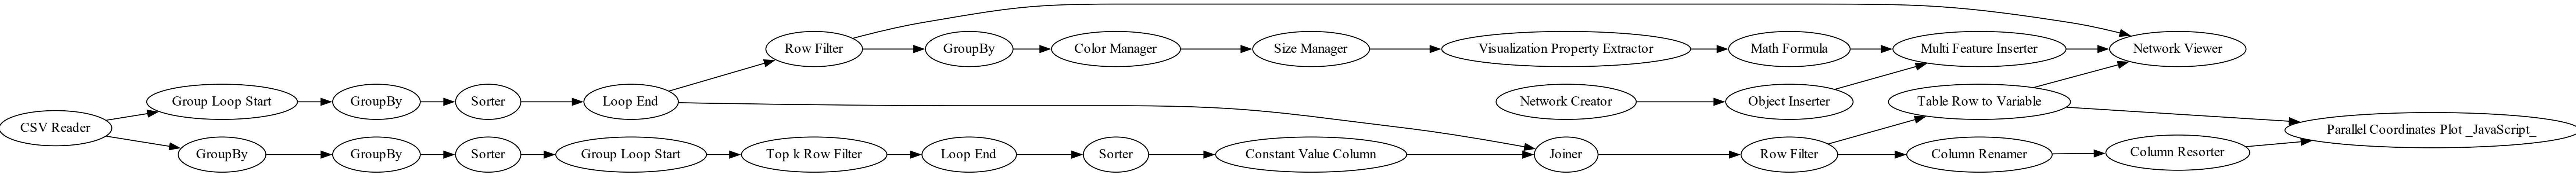 Row Filter
GroupBy
Color Manager
Size Manager
Visualization Property Extractor
Math Formula
Multi Feature Inserter
Network Viewer
Group Loop Start
GroupBy
Sorter
Loop End
Network Creator
Object Inserter
Table Row to Variable
CSV Reader
Parallel Coordinates Plot _JavaScript_
GroupBy
GroupBy
Sorter
Group Loop Start
Top k Row Filter
Loop End
Sorter
Constant Value Column
Joiner
Row Filter
Column Renamer
Column Resorter